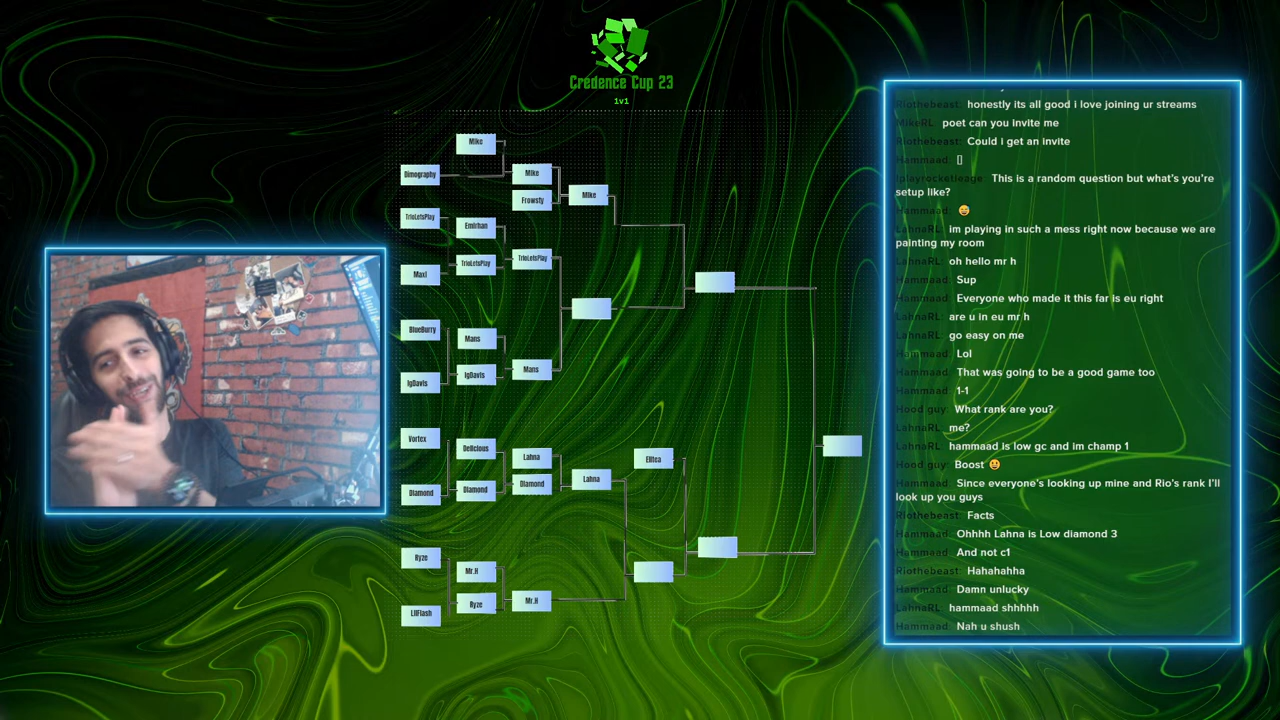 Credence Cup 23
1v1
Mike
Dimography
Mike
Frowsty
Mike
TrioLetsPlay
Emirhan
TrioLetsPlay
TrioLetsPlay
Maxi
BlueBurry
Mans
IgDavis
IgDavis
Mans
Vortex
Delicious
Lahna
Elitea
Diamond
Diamond
Diamond
Lahna
Ryze
Mr.H
Ryze
Mr.H
LilFlash
Riotthebeast: honestly its all good i love joining ur streams
MikeRL: poet can you invite me
Riotthebeast: Could i get an invite
Hammaad: []
Iplayrocketleage: This is a random question but what's you're
setup like?
Hammaad: 😄
LahnaRL: im playing in such a mess right now because we are
painting my room
LahnaRL: oh hello mr h
Hammaad: Sup
Hammaad: Everyone who made it this far is eu right
LahnaRL: are u in eu mr h
LahnaRL: go easy on me
Hammaad: Lol
Hammaad: That was going to be a good game too
Hammaad: 1-1
Hood guy: What rank are you?
LahnaRL: me?
LahnaRL: hammaad is low gc and im champ 1
Hood guy: Boost 🙂
Hammaad: Since everyone's looking up mine and Rio's rank I'll
look up you guys
Riotthebeast: Facts
Hammaad: Ohhhh Lahna is Low diamond 3
Hammaad: And not c1
Riotthebeast: Hahahahha
Hammaad: Damn unlucky
LahnaRL: hammaad shhhhh
Hammaad: Nah u shush